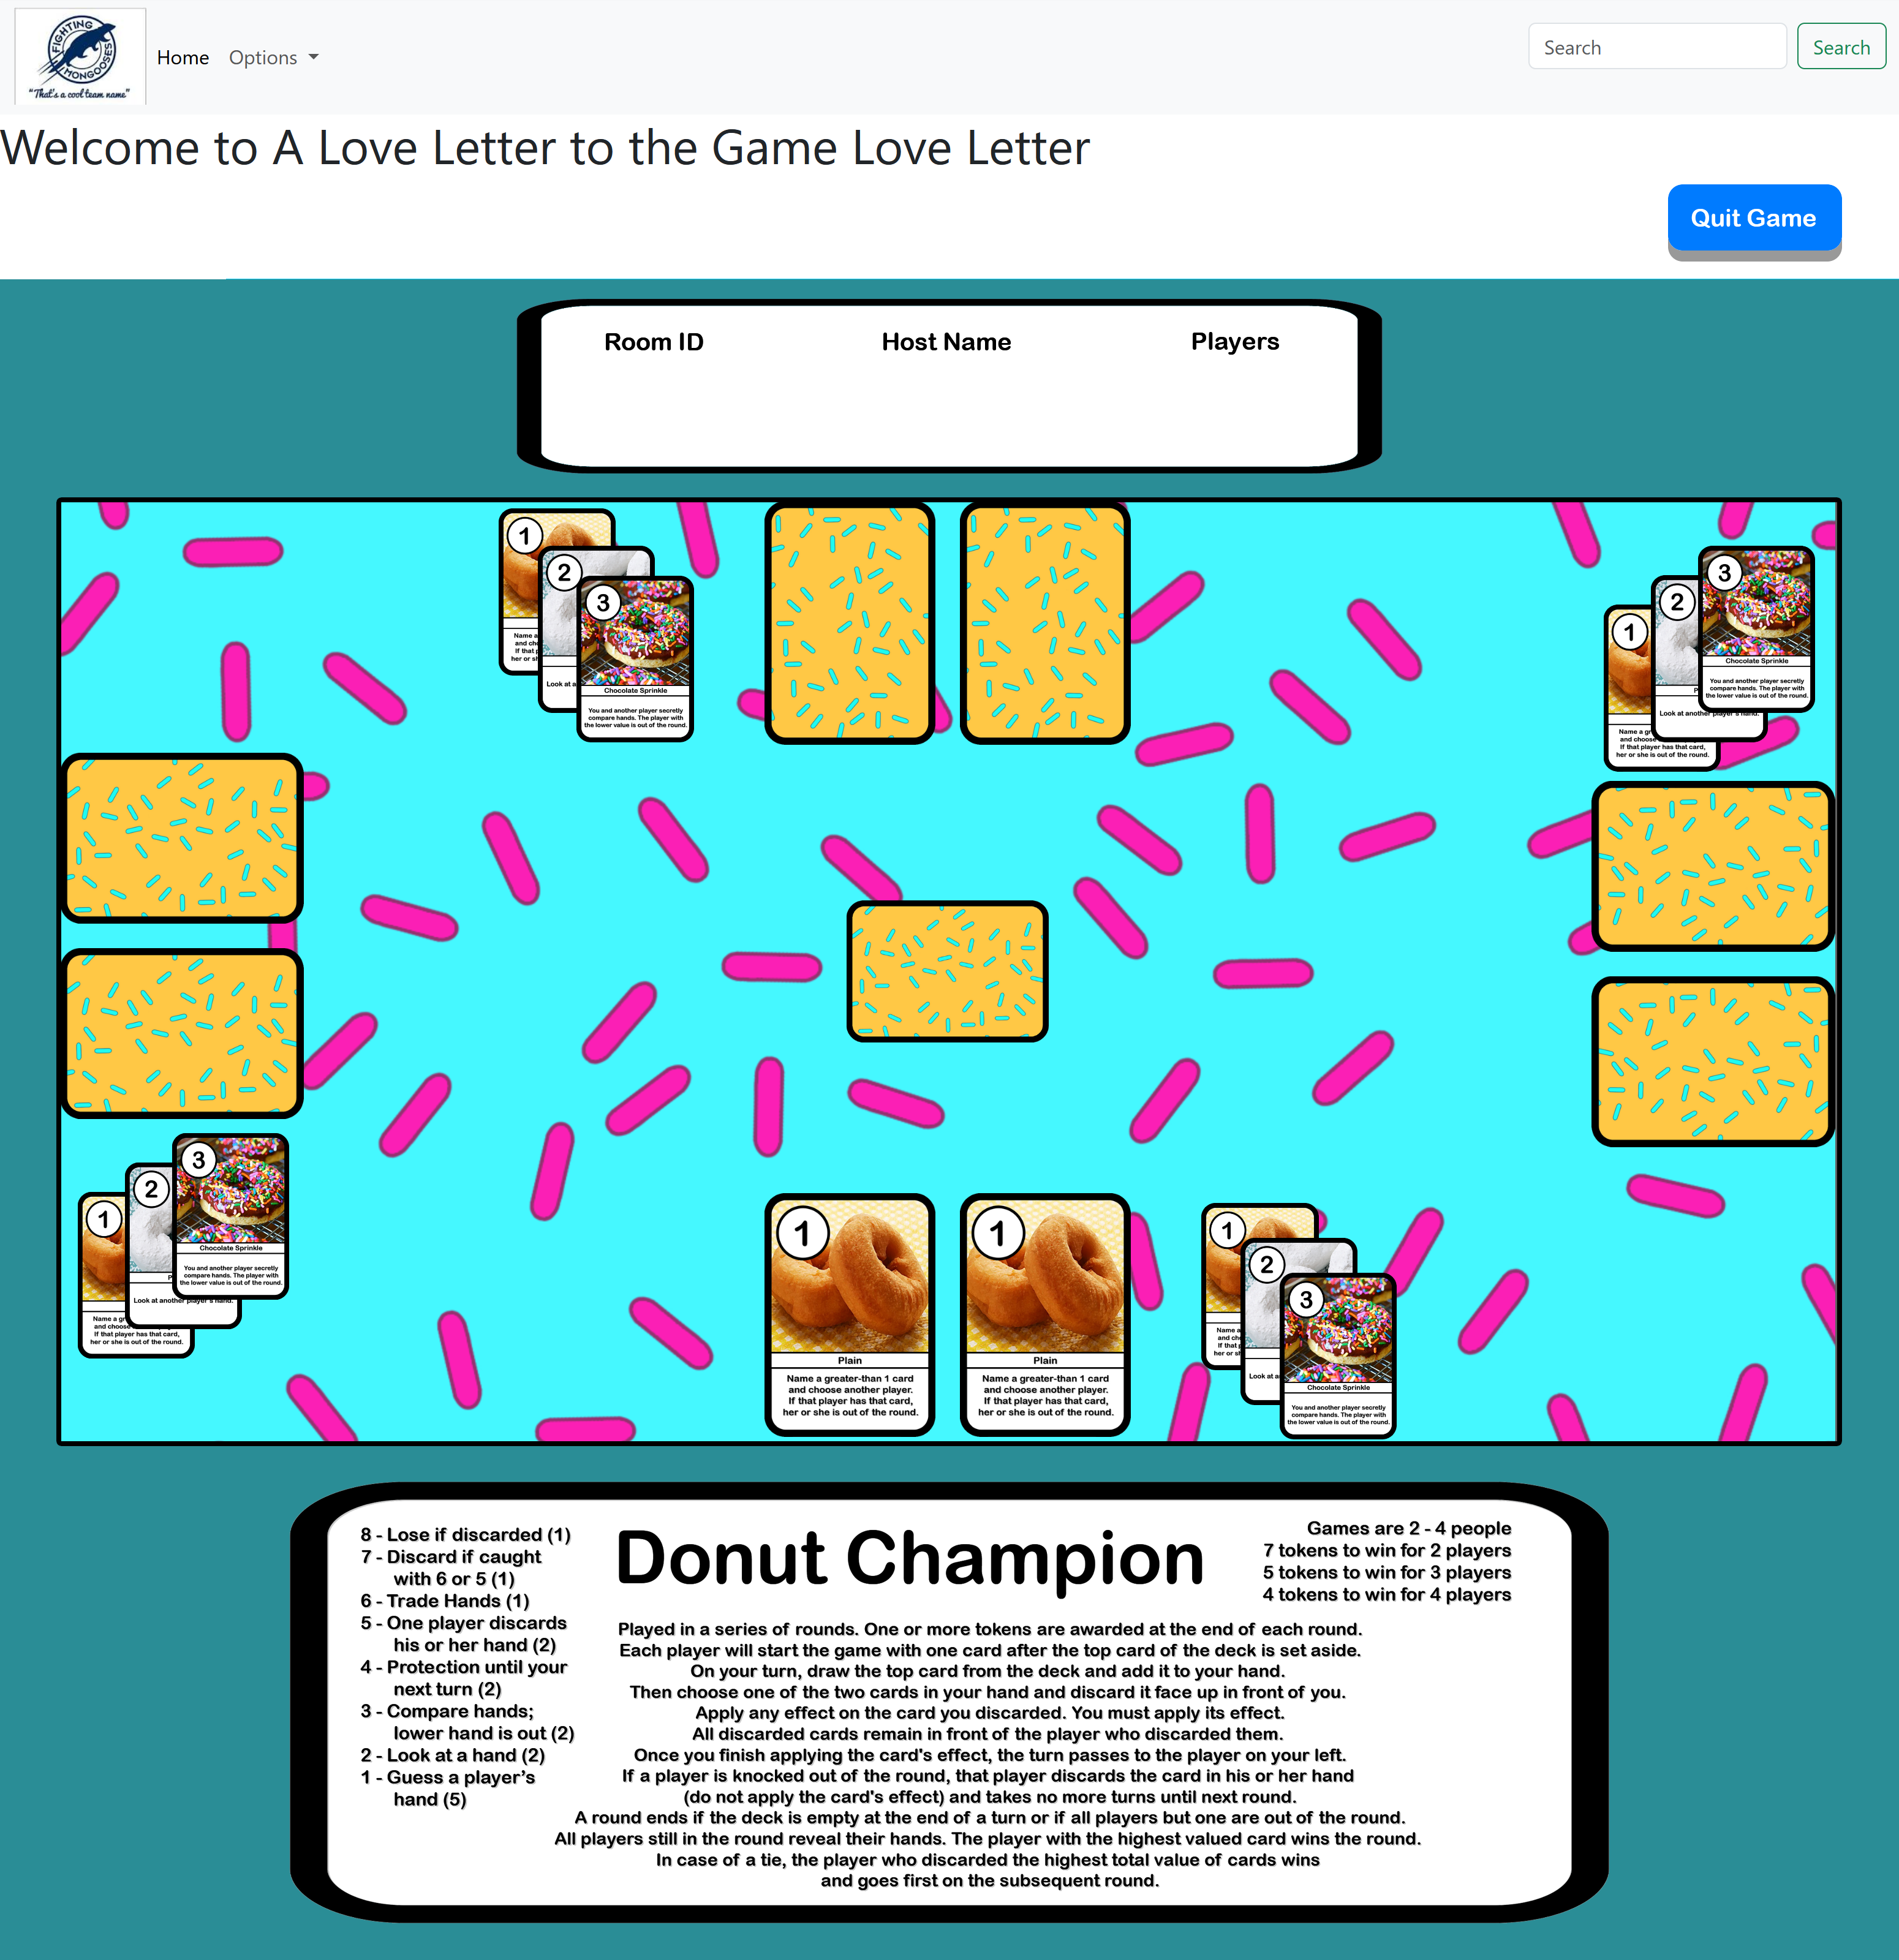 FIGHTING
MONGOOSES
"That's a cool team name"
Home
Options
Search
Search
Welcome to A Love Letter to the Game Love Letter
Quit Game
Room ID
Host Name
Players
1
Name a
and ch
If that p
her or sh
2
Look at a
3
Chocolate Sprinkle
You and another player secretly
compare hands. The player with
the lower value is out of the round.
3
Chocolate Sprinkle
You and another player secretly
compare hands. The player with
the lower value is out of the round.
2
P
Look at another player's hand.
1
Name a gr
and choose
If that player has that card,
her or she is out of the round.
3
Chocolate Sprinkle
You and another player secretly
compare hands. The player with
the lower value is out of the round.
2
P
Look at another player's hand.
1
Name a gr
and choose
If that player has that card,
her or she is out of the round.
1
Plain
Name a greater-than 1 card
and choose another player.
If that player has that card,
her or she is out of the round.
1
Plain
Name a greater-than 1 card
and choose another player.
If that player has that card,
her or she is out of the round.
1
Name a
and ch
If that p
her or sh
2
Look at a
3
Chocolate Sprinkle
You and another player secretly
compare hands. The player with
the lower value is out of the round.
8 - Lose if discarded (1)
7 - Discard if caught
with 6 or 5 (1)
6 - Trade Hands (1)
5 - One player discards
his or her hand (2)
4 - Protection until your
next turn (2)
3 - Compare hands;
lower hand is out (2)
2 - Look at a hand (2)
1 - Guess a player's
hand (5)
Donut Champion
Games are 2 - 4 people
7 tokens to win for 2 players
5 tokens to win for 3 players
4 tokens to win for 4 players
Played in a series of rounds. One or more tokens are awarded at the end of each round.
Each player will start the game with one card after the top card of the deck is set aside.
On your turn, draw the top card from the deck and add it to your hand.
Then choose one of the two cards in your hand and discard it face up in front of you.
Apply any effect on the card you discarded. You must apply its effect.
All discarded cards remain in front of the player who discarded them.
Once you finish applying the card's effect, the turn passes to the player on your left.
If a player is knocked out of the round, that player discards the card in his or her hand
(do not apply the card's effect) and takes no more turns until next round.
A round ends if the deck is empty at the end of a turn or if all players but one are out of the round.
All players still in the round reveal their hands. The player with the highest valued card wins the round.
In case of a tie, the player who discarded the highest total value of cards wins
and goes first on the subsequent round.